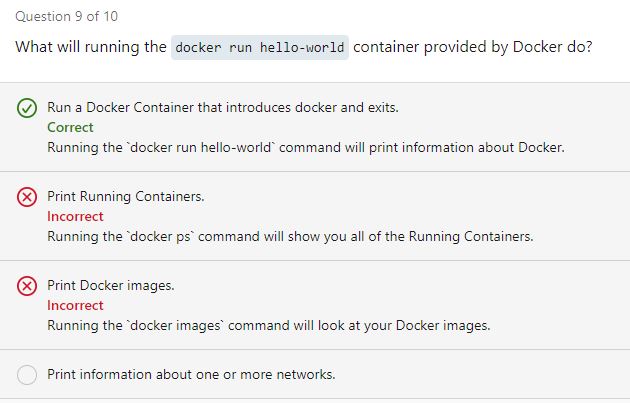 Question 9 of 10
What will running the docker run hello-world container provided by Docker do?
Run a Docker Container that introduces docker and exits.
Correct
Running the `docker run hello-world` command will print information about Docker.
Print Running Containers.
Incorrect
Running the `docker ps` command will show you all of the Running Containers.
Print Docker images.
Incorrect
Running the `docker images` command will look at your Docker images.
Print information about one or more networks.